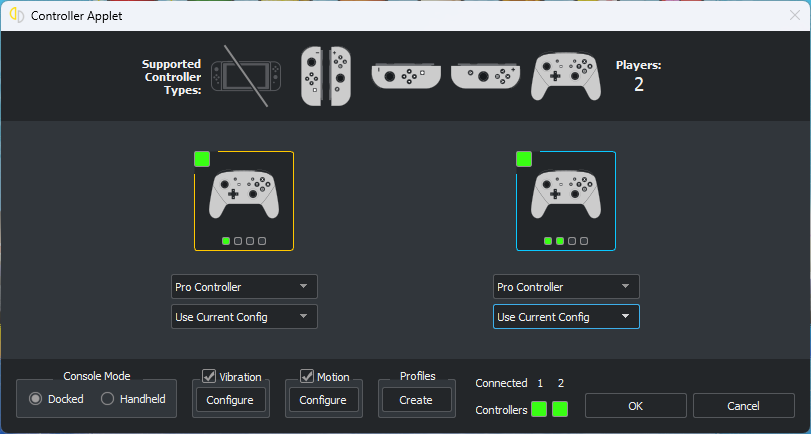 Controller Applet
Supported
Controller
Types:
Players:
2
Pro Controller
Pro Controller
Use Current Config
Use Current Config
Console Mode
Docked
Handheld
Vibration
Configure
Motion
Configure
Profiles
Create
Connected 1 2
Controllers
OK
Cancel